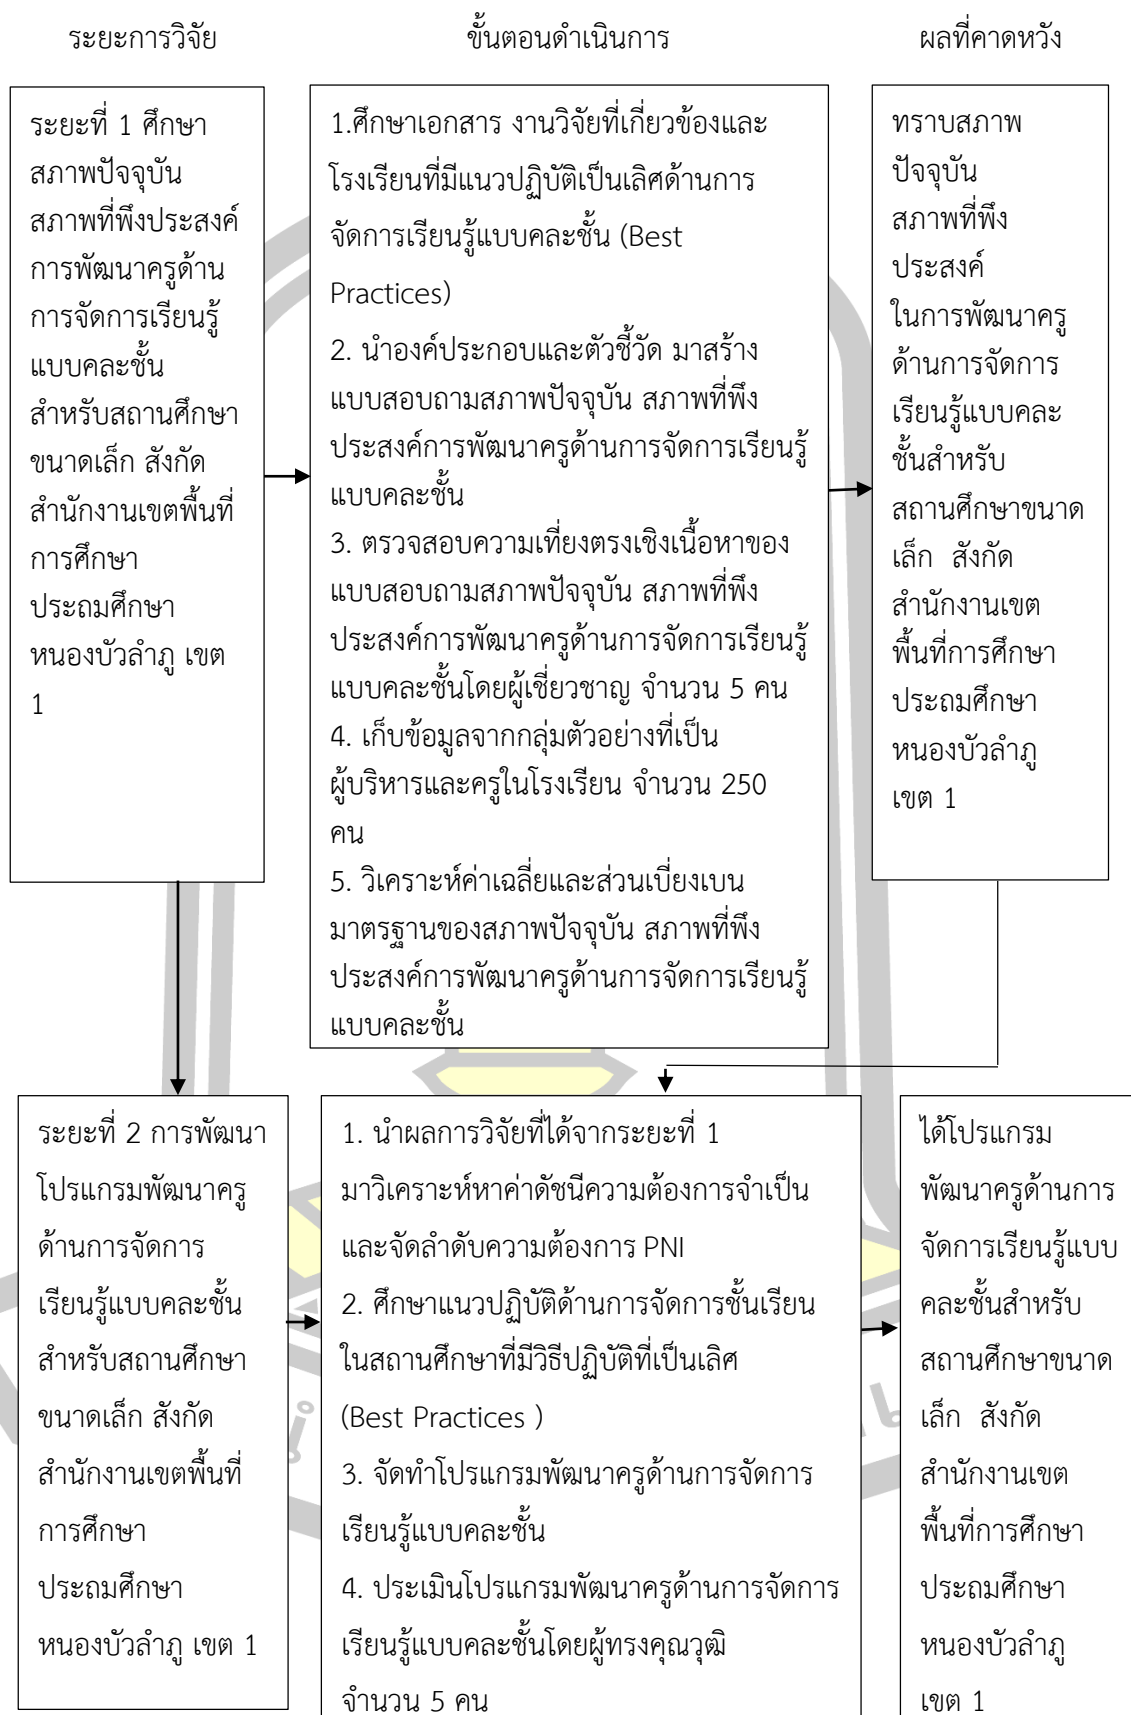 ระยะการวิจัย
ขั้นตอนดำเนินการ
ผลที่คาดหวัง
ระยะที่ 1 ศึกษา
สภาพปัจจุบัน
สภาพที่พึงประสงค์
การพัฒนาครูด้าน
การจัดการเรียนรู้
แบบคละชั้น
สำหรับสถานศึกษา
ขนาดเล็ก สังกัด
สำนักงานเขตพื้นที่
การศึกษา
ประถมศึกษา
หนองบัวลำภู เขต
1
1.ศึกษาเอกสาร งานวิจัยที่เกี่ยวข้องและ
โรงเรียนที่มีแนวปฏิบัติเป็นเลิศด้านการ
จัดการเรียนรู้แบบคละชั้น (Best
Practices)
2. นำองค์ประกอบและตัวชี้วัด มาสร้าง
แบบสอบถามสภาพปัจจุบัน สภาพที่พึง
ประสงค์การพัฒนาครูด้านการจัดการเรียนรู้
แบบคละชั้น
3. ตรวจสอบความเที่ยงตรงเชิงเนื้อหาของ
แบบสอบถามสภาพปัจจุบัน สภาพที่พึง
ประสงค์การพัฒนาครูด้านการจัดการเรียนรู้
แบบคละชั้นโดยผู้เชี่ยวชาญ จำนวน 5 คน
4. เก็บข้อมูลจากกลุ่มตัวอย่างที่เป็น
ผู้บริหารและครูในโรงเรียน จำนวน 250
คน
5. วิเคราะห์ค่าเฉลี่ยและส่วนเบี่ยงเบน
มาตรฐานของสภาพปัจจุบัน สภาพที่พึง
ประสงค์การพัฒนาครูด้านการจัดการเรียนรู้
แบบคละชั้น
ทราบสภาพ
ปัจจุบัน
สภาพที่พึง
ประสงค์
ในการพัฒนาครู
ด้านการจัดการ
เรียนรู้แบบคละ
ชั้นสำหรับ
สถานศึกษาขนาด
เล็ก  สังกัด
สำนักงานเขต
พื้นที่การศึกษา
ประถมศึกษา
หนองบัวลำภู
เขต 1
ระยะที่ 2 การพัฒนา
โปรแกรมพัฒนาครู
ด้านการจัดการ
เรียนรู้แบบคละชั้น
สำหรับสถานศึกษา
ขนาดเล็ก สังกัด
สำนักงานเขตพื้นที่
การศึกษา
ประถมศึกษา
หนองบัวลำภู เขต 1
1. นำผลการวิจัยที่ได้จากระยะที่ 1
มาวิเคราะห์หาค่าดัชนีความต้องการจำเป็น
และจัดลำดับความต้องการ PNI
2. ศึกษาแนวปฏิบัติด้านการจัดการชั้นเรียน
ในสถานศึกษาที่มีวิธีปฏิบัติที่เป็นเลิศ
(Best Practices )
3. จัดทำโปรแกรมพัฒนาครูด้านการจัดการ
เรียนรู้แบบคละชั้น
4. ประเมินโปรแกรมพัฒนาครูด้านการจัดการ
เรียนรู้แบบคละชั้นโดยผู้ทรงคุณวุฒิ
จำนวน 5 คน
ได้โปรแกรม
พัฒนาครูด้านการ
จัดการเรียนรู้แบบ
คละชั้นสำหรับ
สถานศึกษาขนาด
เล็ก  สังกัด
สำนักงานเขต
พื้นที่การศึกษา
ประถมศึกษา
หนองบัวลำภู
เขต 1